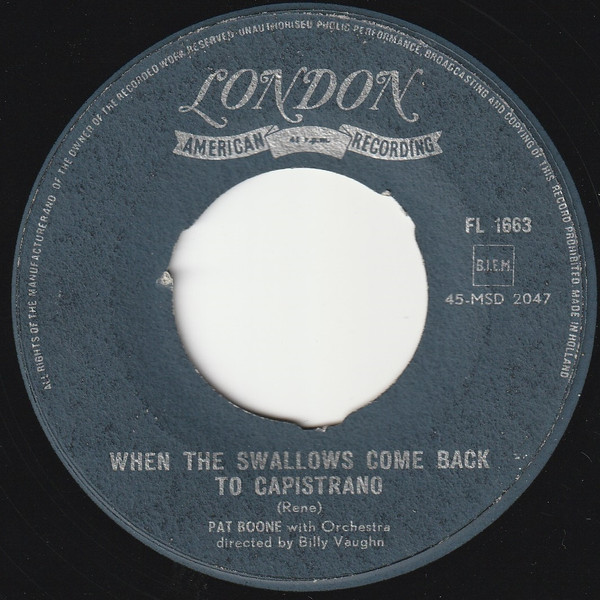 ALL RIGHTS OF THE MANUFACTURER AND OF THE OWNER OF THE RECORDED WORK RESERVED. UNAUTHORISED PUBLIC PERFORMANCE, BROADCASTING AND COPYING OF THIS RECORD PROHIBITED MADE IN HOLLAND
LONDON
AMERICAN 45 r.p.m. RECORDING
FL 1663
B.I.E.M.
45-MSD 2047
WHEN THE SWALLOWS COME BACK
TO CAPISTRANO
(Rene)
PAT BOONE with Orchestra
directed by Billy Vaughn